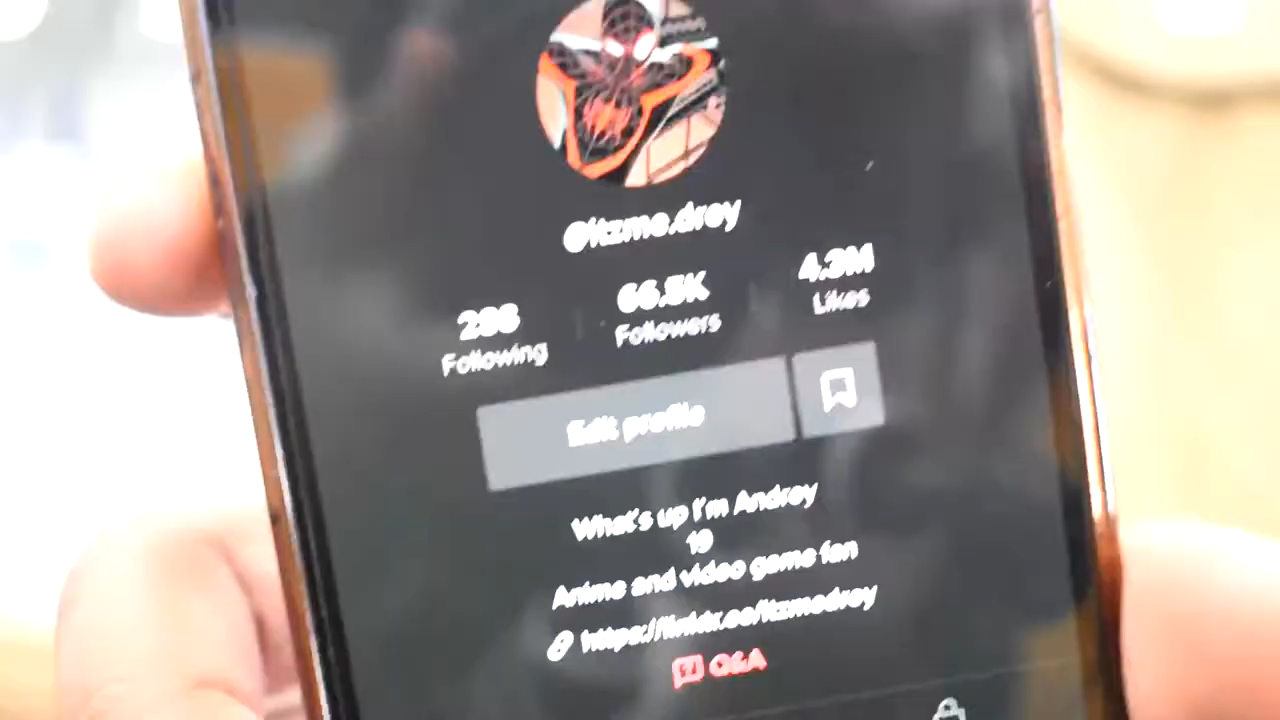 @itzme.drey
286 Following
66.5K Followers
4.3M Likes
Edit profile
What's up I'm Andrey
19
Anime and video game fan
https://linktr.ee/itzmedrey
Q&A